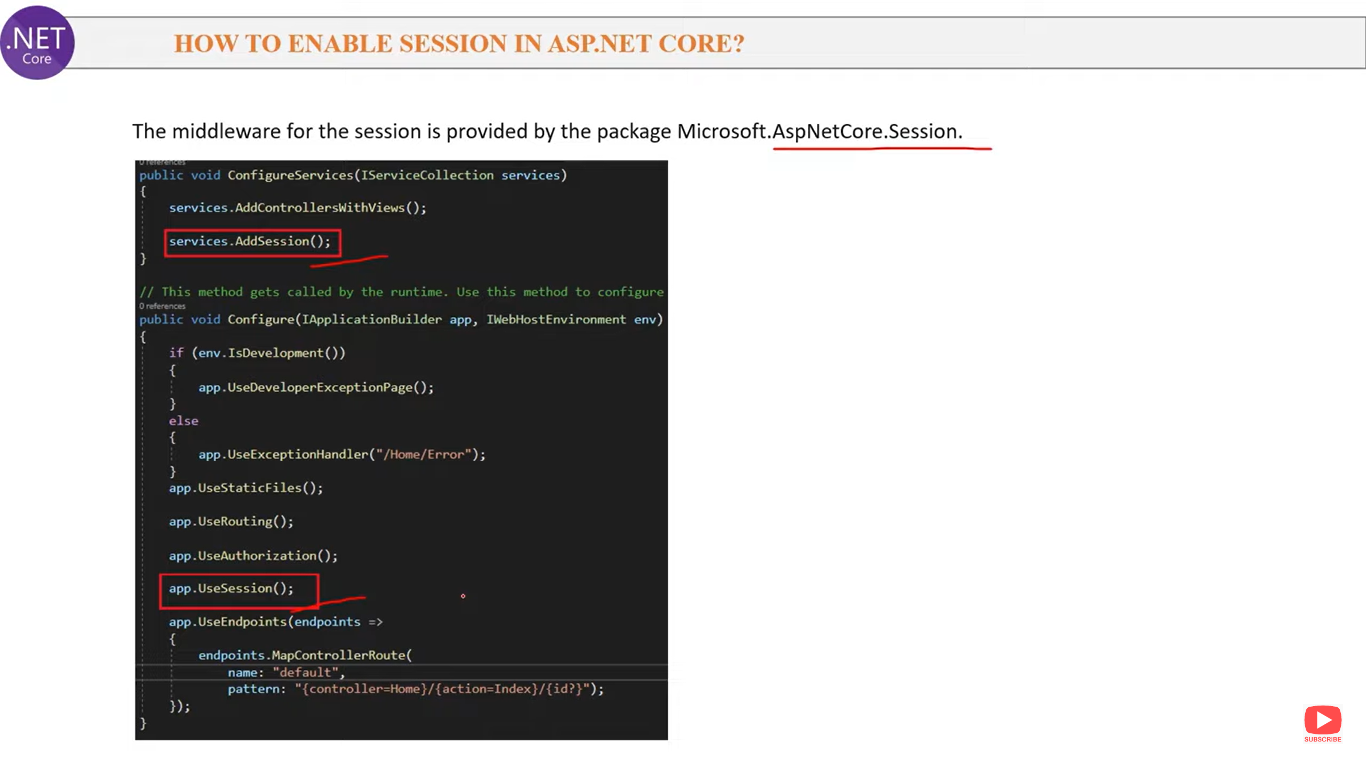 .NET
Core
HOW TO ENABLE SESSION IN ASP.NET CORE?
The middleware for the session is provided by the package Microsoft.AspNetCore.Session.
0 references
public void ConfigureServices(IServiceCollection services)
{
services.AddControllersWithViews();
services.AddSession();
}
// This method gets called by the runtime. Use this method to configure
0 references
public void Configure(IApplicationBuilder app, IWebHostEnvironment env)
{
if (env.IsDevelopment())
{
app.UseDeveloperExceptionPage();
}
else
{
app.UseExceptionHandler("/Home/Error");
}
app.UseStaticFiles();
app.UseRouting();
app.UseAuthorization();
app.UseSession();
app.UseEndpoints(endpoints =>
{
endpoints.MapControllerRoute(
name: "default",
pattern: "{controller=Home}/{action=Index}/{id?}");
});
}
SUBSCRIBE